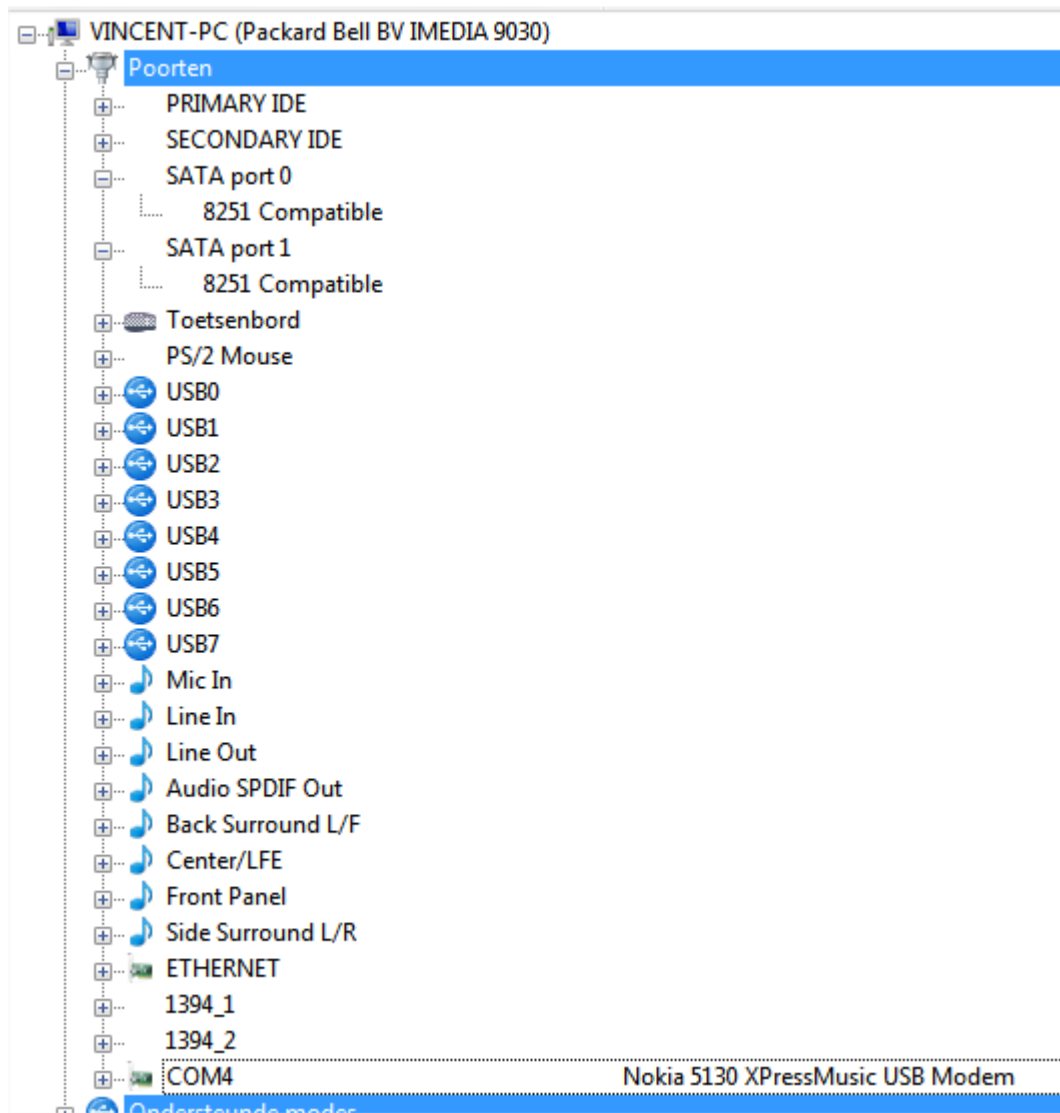 VINCENT-PC (Packard Bell BV IMEDIA 9030)
Poorten
PRIMARY IDE
SECONDARY IDE
SATA port 0
8251 Compatible
SATA port 1
8251 Compatible
Toetsenbord
PS/2 Mouse
USB0
USB1
USB2
USB3
USB4
USB5
USB6
USB7
Mic In
Line In
Line Out
Audio SPDIF Out
Back Surround L/F
Center/LFE
Front Panel
Side Surround L/R
ETHERNET
1394_1
1394_2
COM4 Nokia 5130 XPressMusic USB Modem
Ondersteunde modes